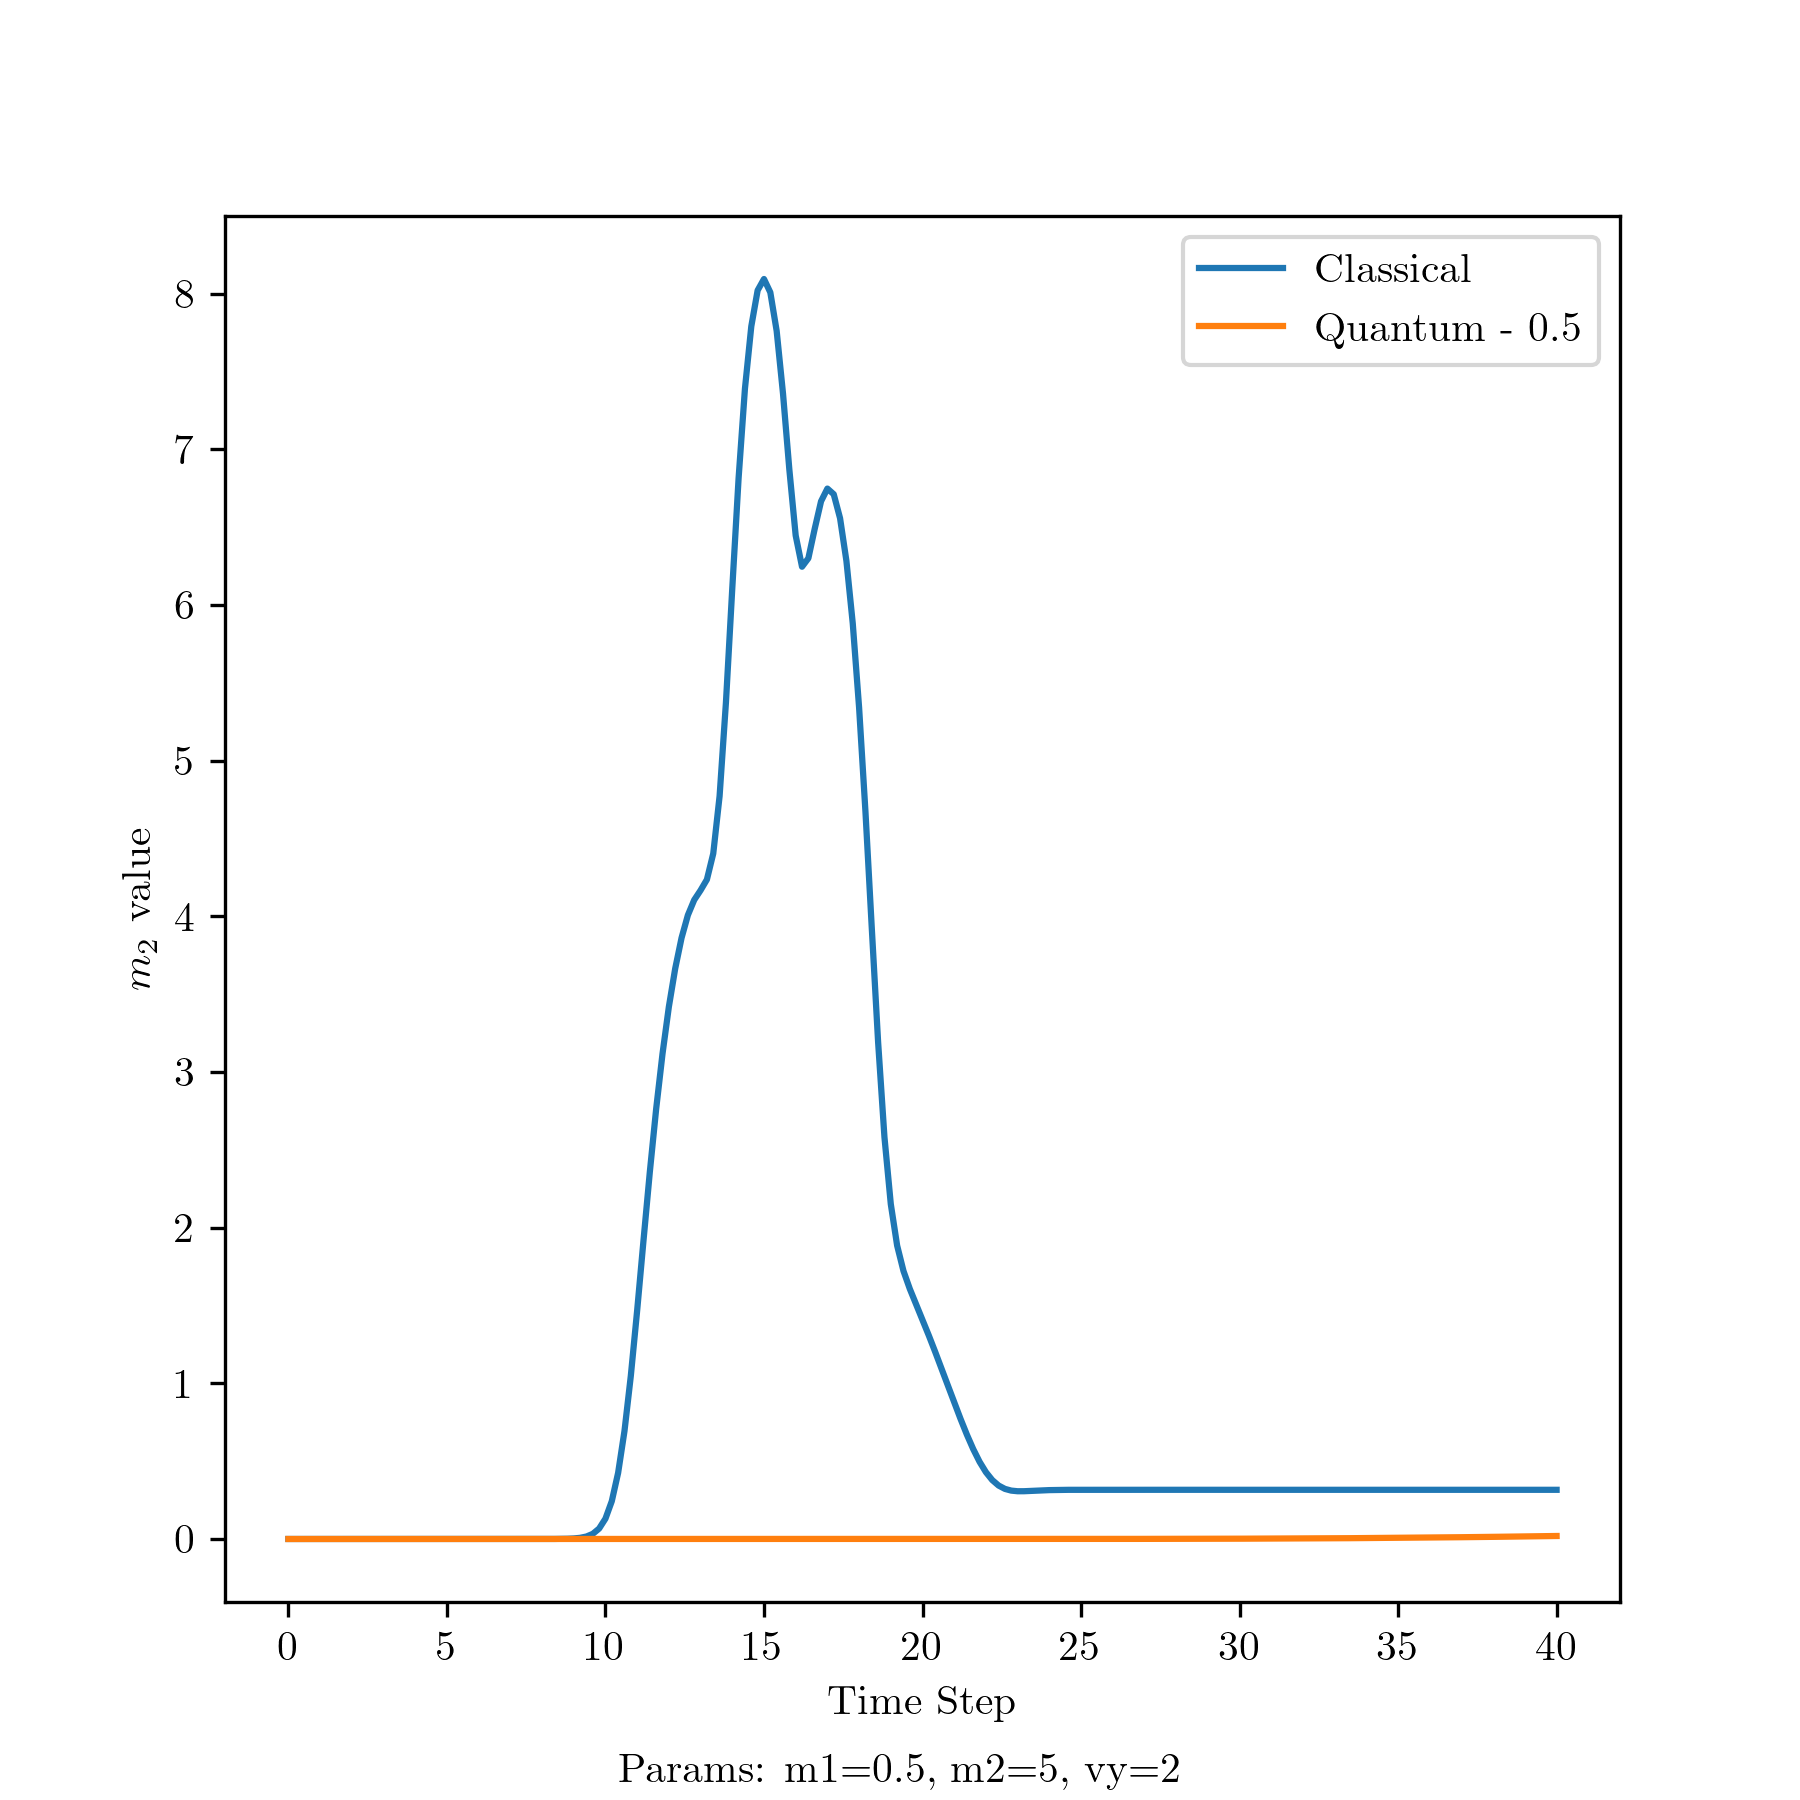 Classical
Quantum - 0.5
8
7
6
5
4
3
2
1
0
m₂ value
0 5 10 15 20 25 30 35 40
Time Step
Params: m1=0.5, m2=5, vy=2